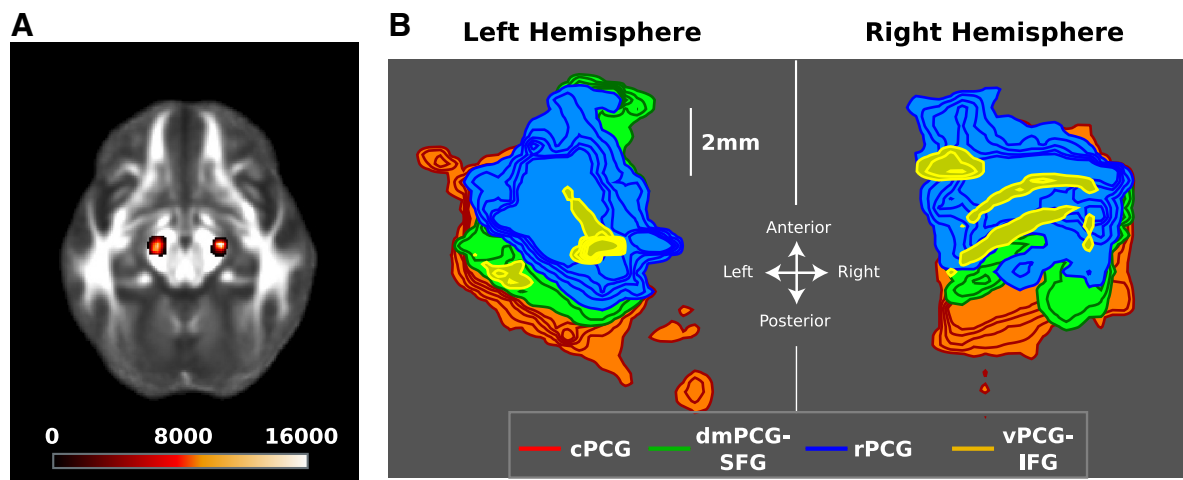 A
B
Left Hemisphere
Right Hemisphere
2mm
Anterior
Left
Right
Posterior
0
8000
16000
cPCG
dmPCG-
SFG
rPCG
vPCG-
IFG